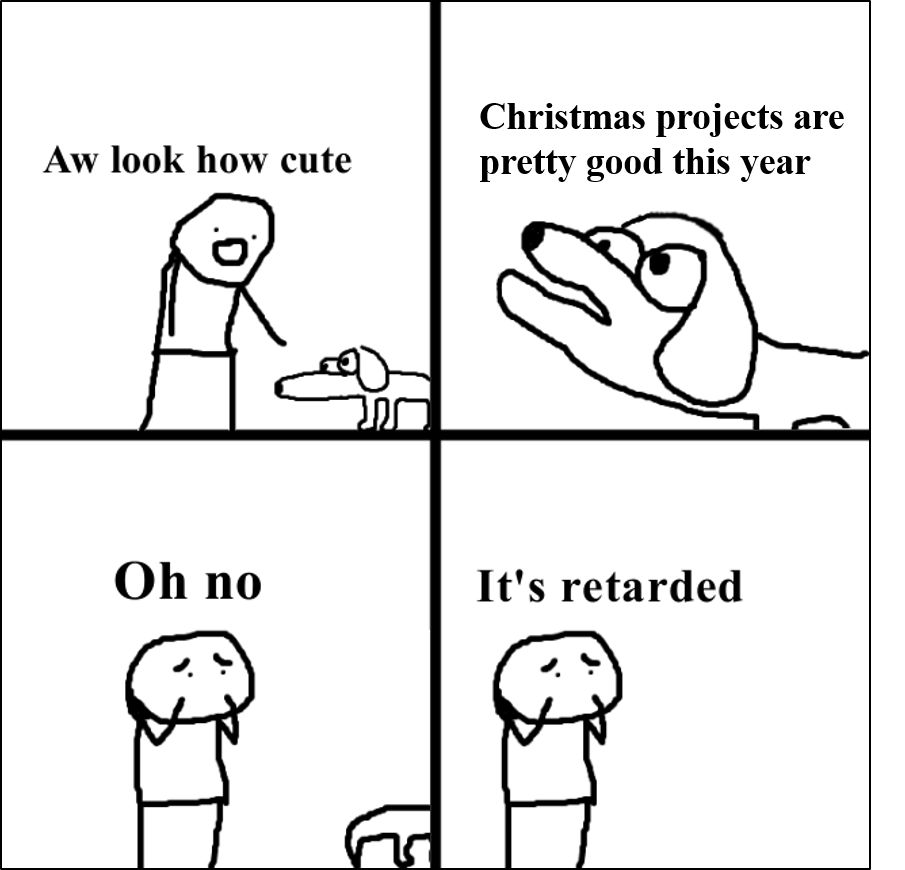 Aw look how cute
Christmas projects are
pretty good this year
Oh no
It's retarded